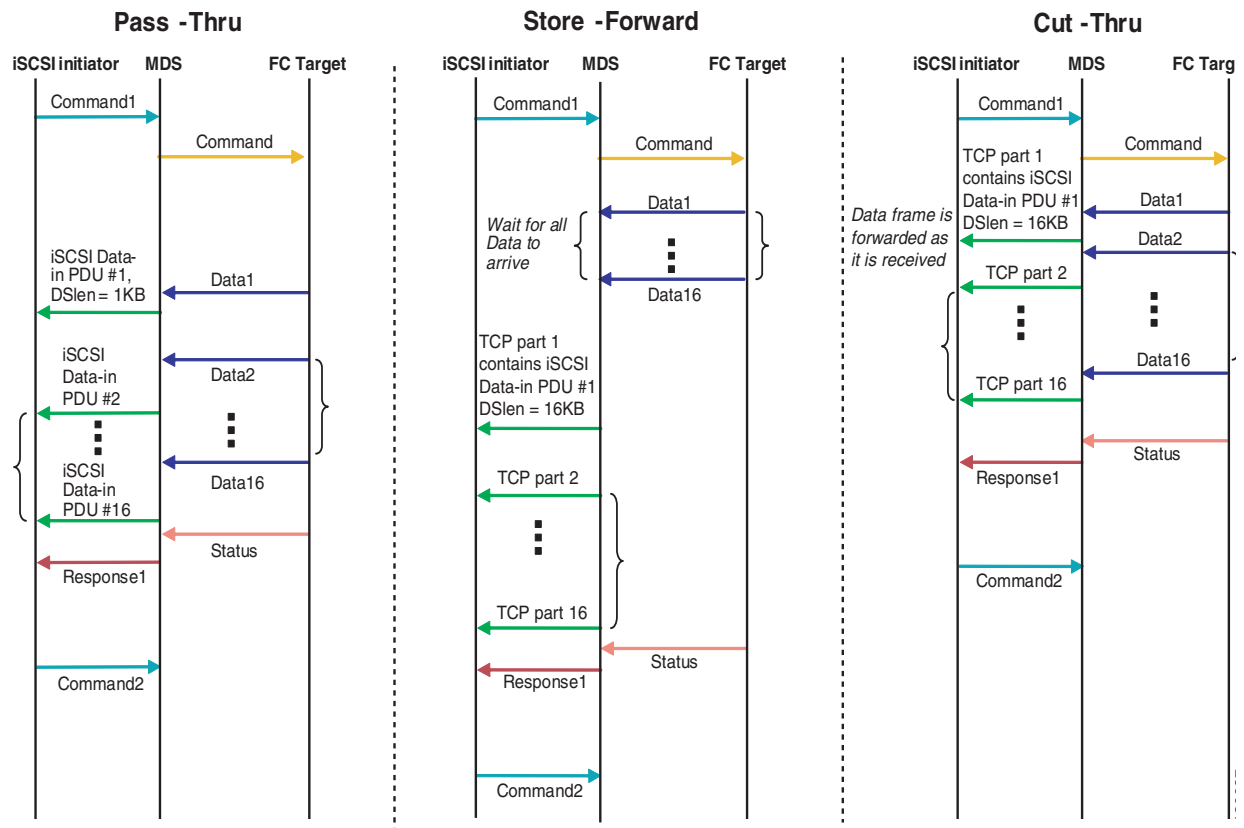 Pass -Thru
iSCSI initiator MDS FC Target
Command1
Command
iSCSI Data-
in PDU #1,
DSlen = 1KB
Data1
iSCSI
Data-in
PDU #2
Data2
iSCSI
Data-in
PDU #16
Data16
Status
Response1
Command2
Store -Forward
iSCSI initiator MDS FC Target
Command1
Command
Data1
Wait for all
Data to
arrive
Data16
TCP part 1
contains iSCSI
Data-in PDU #1
DSlen = 16KB
TCP part 2
TCP part 16
Status
Response1
Command2
Cut -Thru
iSCSI initiator MDS FC Targ
Command1
Command
TCP part 1
contains iSCSI
Data-in PDU #1
DSlen = 16KB
Data1
Data frame is
forwarded as
it is received
Data2
TCP part 2
Data16
TCP part 16
Status
Response1
Command2